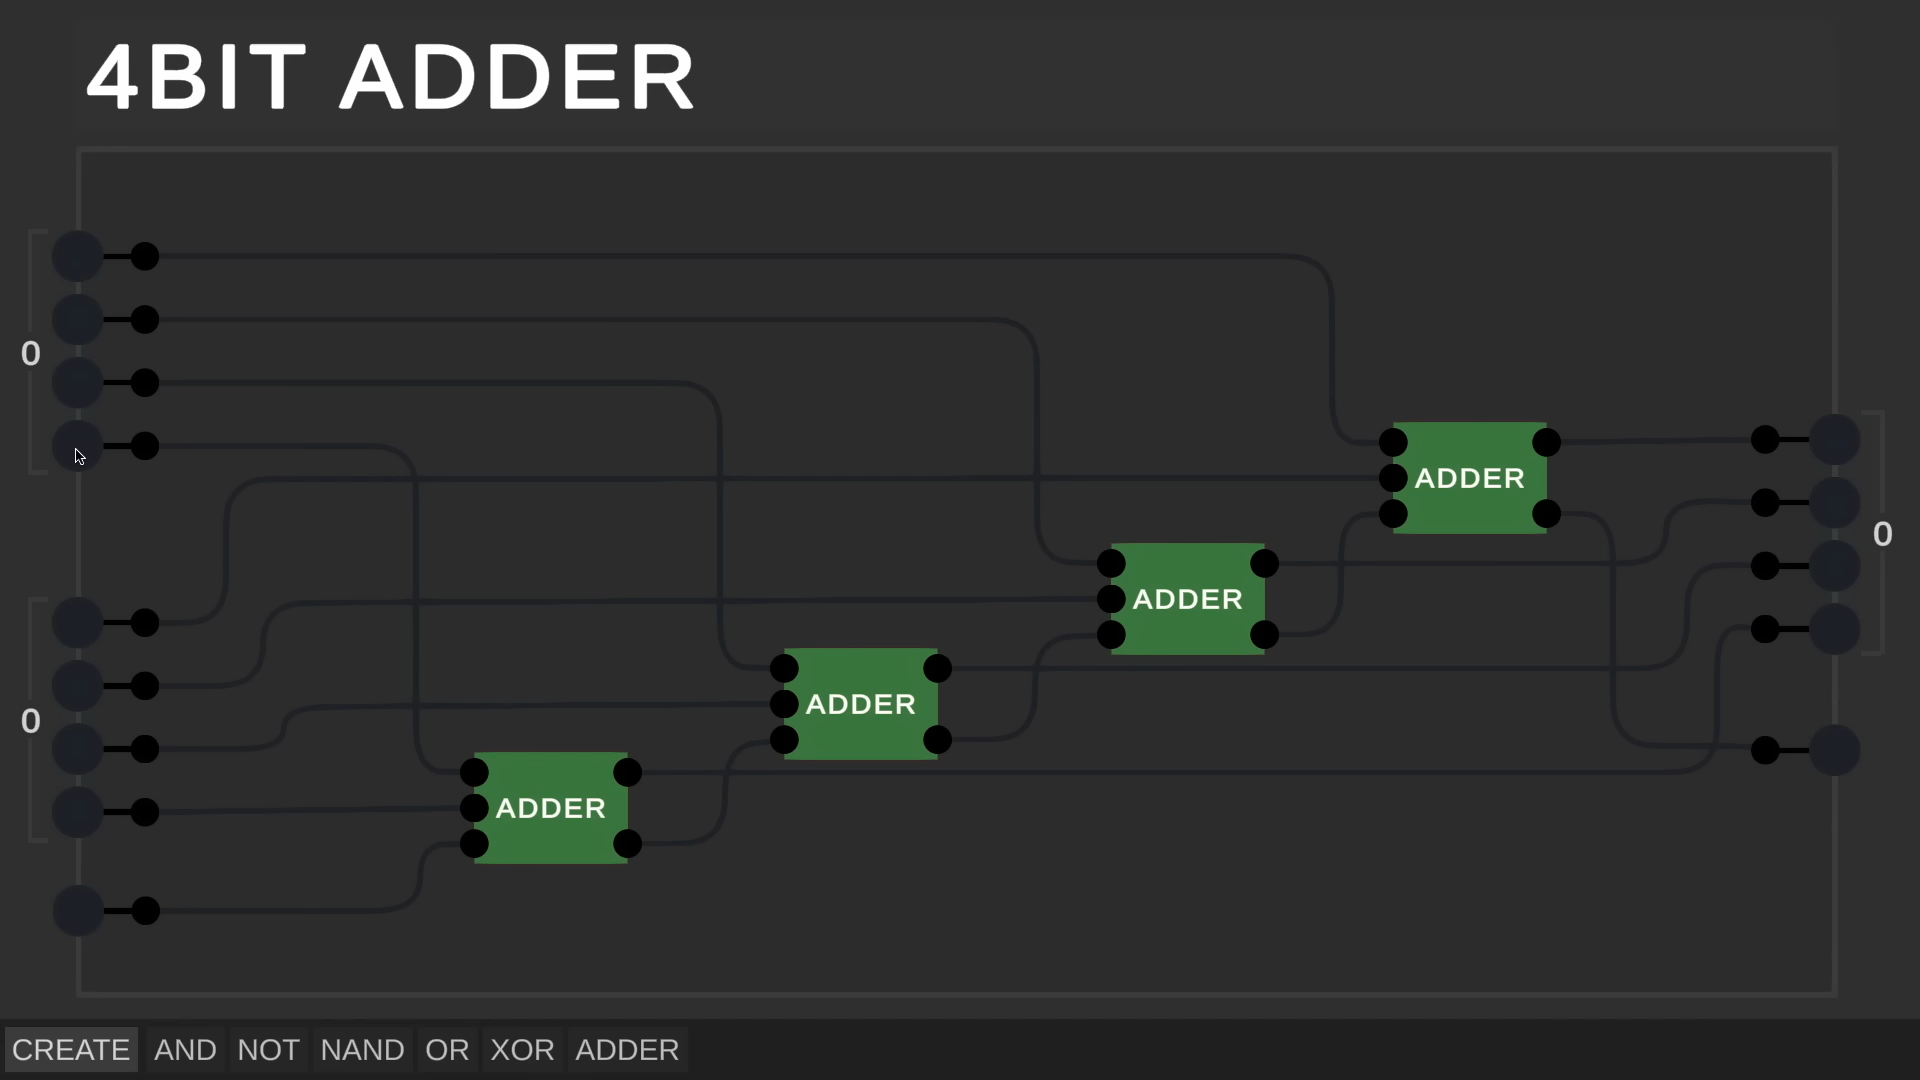 4BIT ADDER
0
ADDER
0
ADDER
0
ADDER
ADDER
CREATE AND NOT NAND OR XOR ADDER